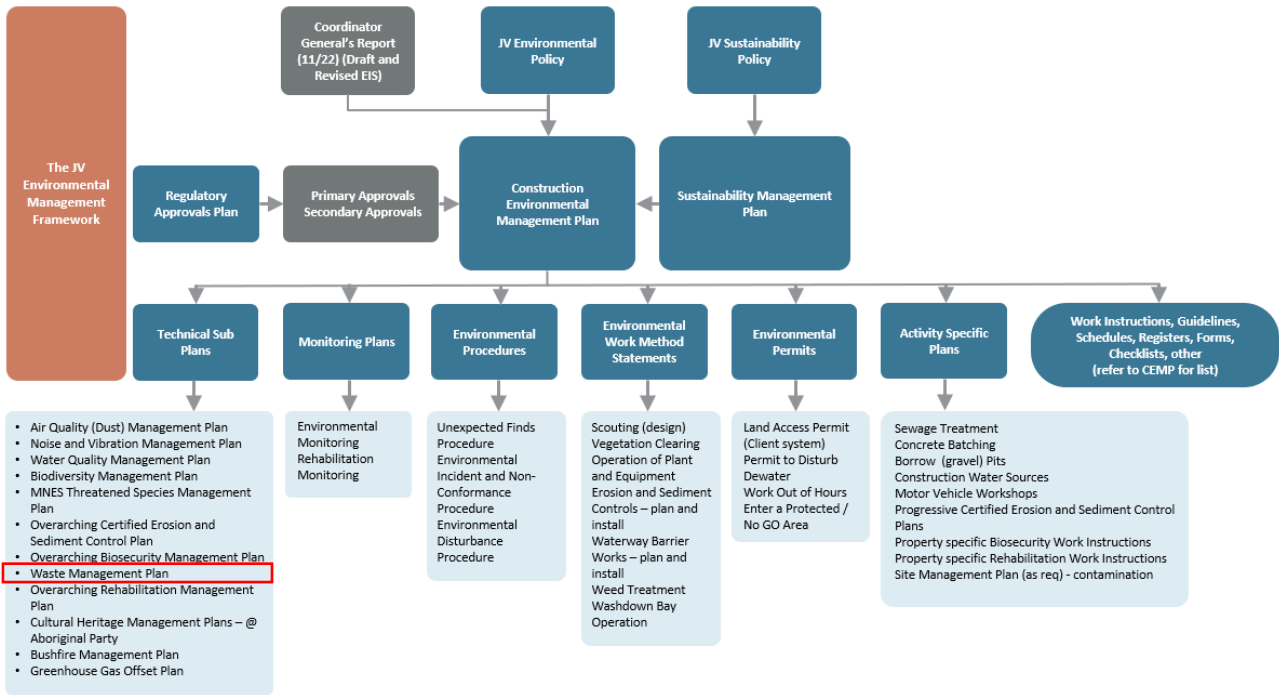 The JV
Environmental
Management
Framework
Coordinator
General's Report
(11/22) (Draft and
Revised EIS)
JV Environmental
Policy
JV Sustainability
Policy
Regulatory
Approvals Plan
Primary Approvals
Secondary Approvals
Construction
Environmental
Management Plan
Sustainability Management
Plan
Technical Sub
Plans
Monitoring Plans
Environmental
Procedures
Environmental
Work Method
Statements
Environmental
Permits
Activity Specific
Plans
Work Instructions, Guidelines,
Schedules, Registers, Forms,
Checklists, other
(refer to CEMP for list)
• Air Quality (Dust) Management Plan
• Noise and Vibration Management Plan
• Water Quality Management Plan
• Biodiversity Management Plan
• MNES Threatened Species Management
Plan
• Overarching Certified Erosion and
Sediment Control Plan
• Overarching Biosecurity Management Plan
• Waste Management Plan
• Overarching Rehabilitation Management
Plan
• Cultural Heritage Management Plans – @
Aboriginal Party
• Bushfire Management Plan
• Greenhouse Gas Offset Plan
Environmental
Monitoring
Rehabilitation
Monitoring
Unexpected Finds
Procedure
Environmental
Incident and Non-
Conformance
Procedure
Environmental
Disturbance
Procedure
Scouting (design)
Vegetation Clearing
Operation of Plant
and Equipment
Erosion and Sediment
Controls – plan and
install
Waterway Barrier
Works – plan and
install
Weed Treatment
Washdown Bay
Operation
Land Access Permit
(Client system)
Permit to Disturb
Dewater
Work Out of Hours
Enter a Protected /
No GO Area
Sewage Treatment
Concrete Batching
Borrow (gravel) Pits
Construction Water Sources
Motor Vehicle Workshops
Progressive Certified Erosion and Sediment Control
Plans
Property specific Biosecurity Work Instructions
Property specific Rehabilitation Work Instructions
Site Management Plan (as req) - contamination